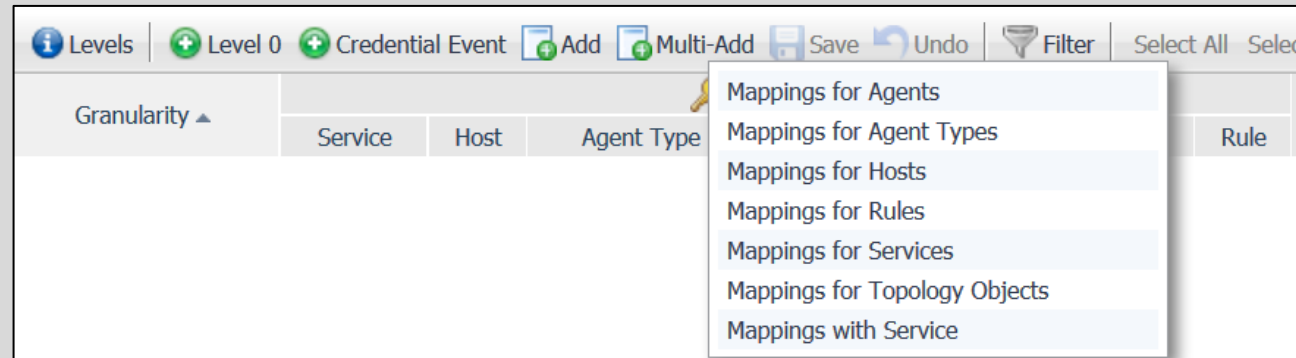 Levels Level 0 Credential Event Add Multi-Add Save Undo Filter Select All
Granularity
Service Host Agent Type Rule
Mappings for Agents
Mappings for Agent Types
Mappings for Hosts
Mappings for Rules
Mappings for Services
Mappings for Topology Objects
Mappings with Service